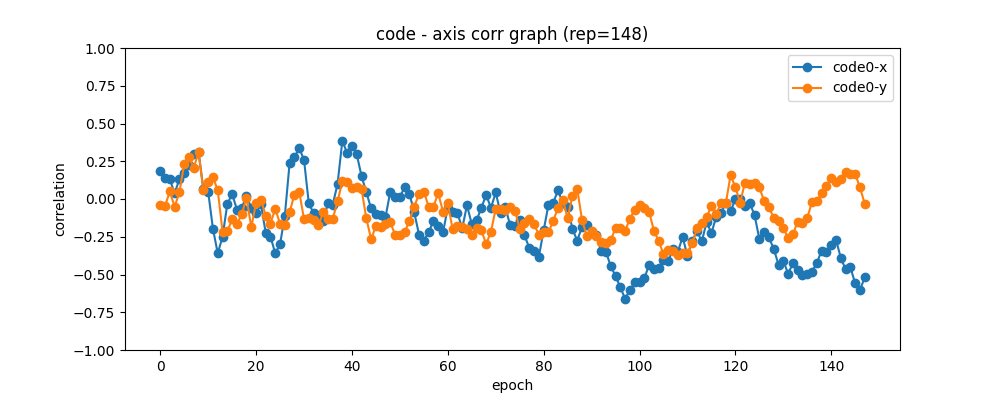 code - axis corr graph (rep=148)
1.00
0.75
0.50
0.25
0.00
−0.25
−0.50
−0.75
−1.00
correlation
code0-x
code0-y
0 20 40 60 80 100 120 140
epoch